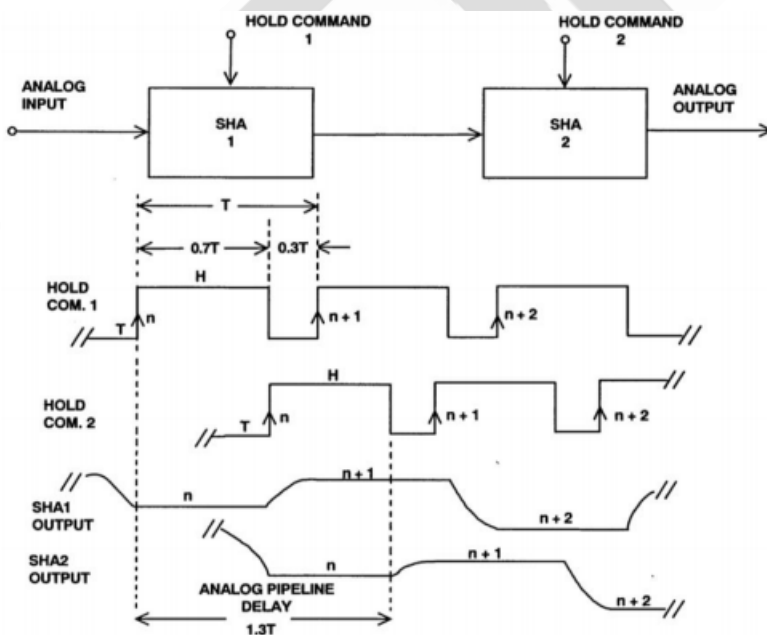 HOLD COMMAND
1
HOLD COMMAND
2
ANALOG
INPUT
SHA
1
SHA
2
ANALOG
OUTPUT
T
0.7T
0.3T
HOLD
COM. 1
T
n
H
n + 1
n + 2
HOLD
COM. 2
T
n
H
n + 1
n + 2
SHA1
OUTPUT
n
n + 1
n + 2
SHA2
OUTPUT
n
n + 1
n + 2
ANALOG PIPELINE
DELAY
1.3T